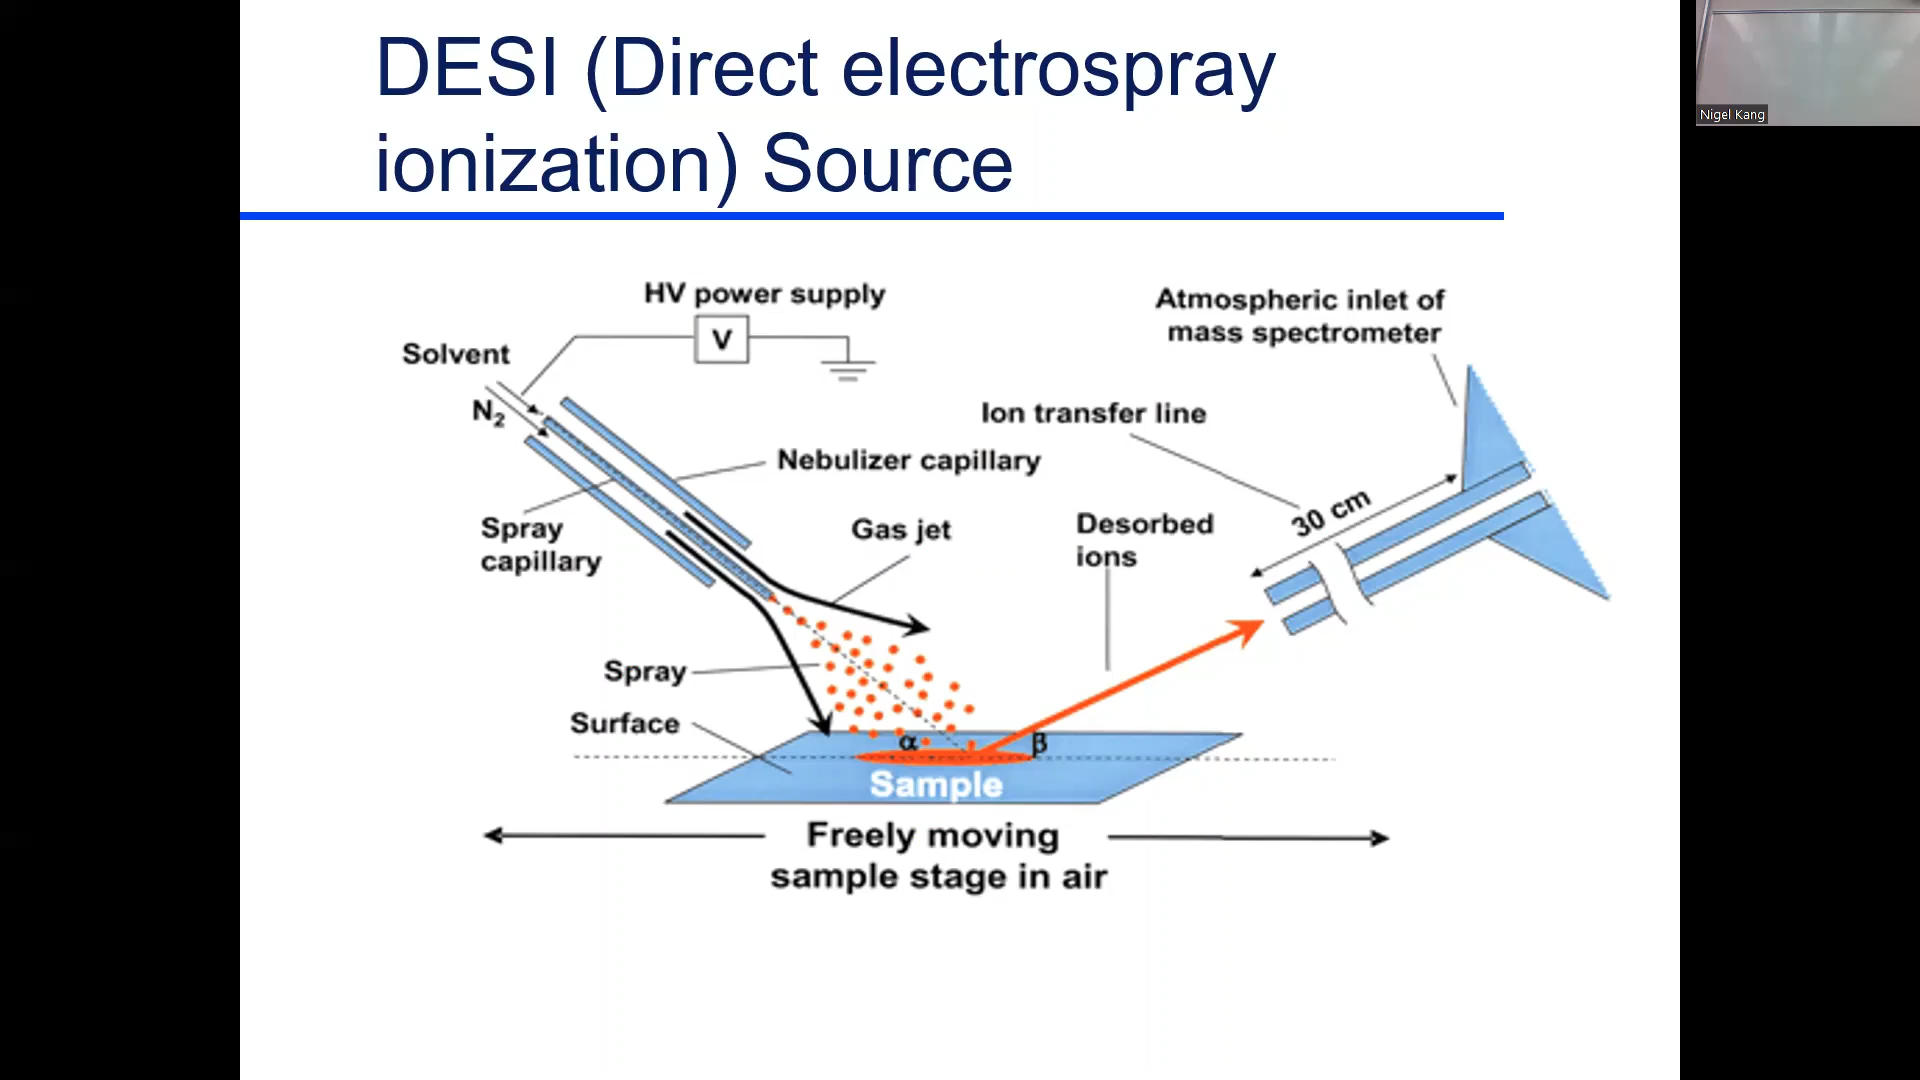 DESI (Direct electrospray
ionization) Source
Nigel Kang
HV power supply
V
Atmospheric inlet of
mass spectrometer
Solvent
N₂
Ion transfer line
Nebulizer capillary
30 cm
Spray
capillary
Gas jet
Desorbed
ions
Spray
Surface
α
β
Sample
Freely moving
sample stage in air